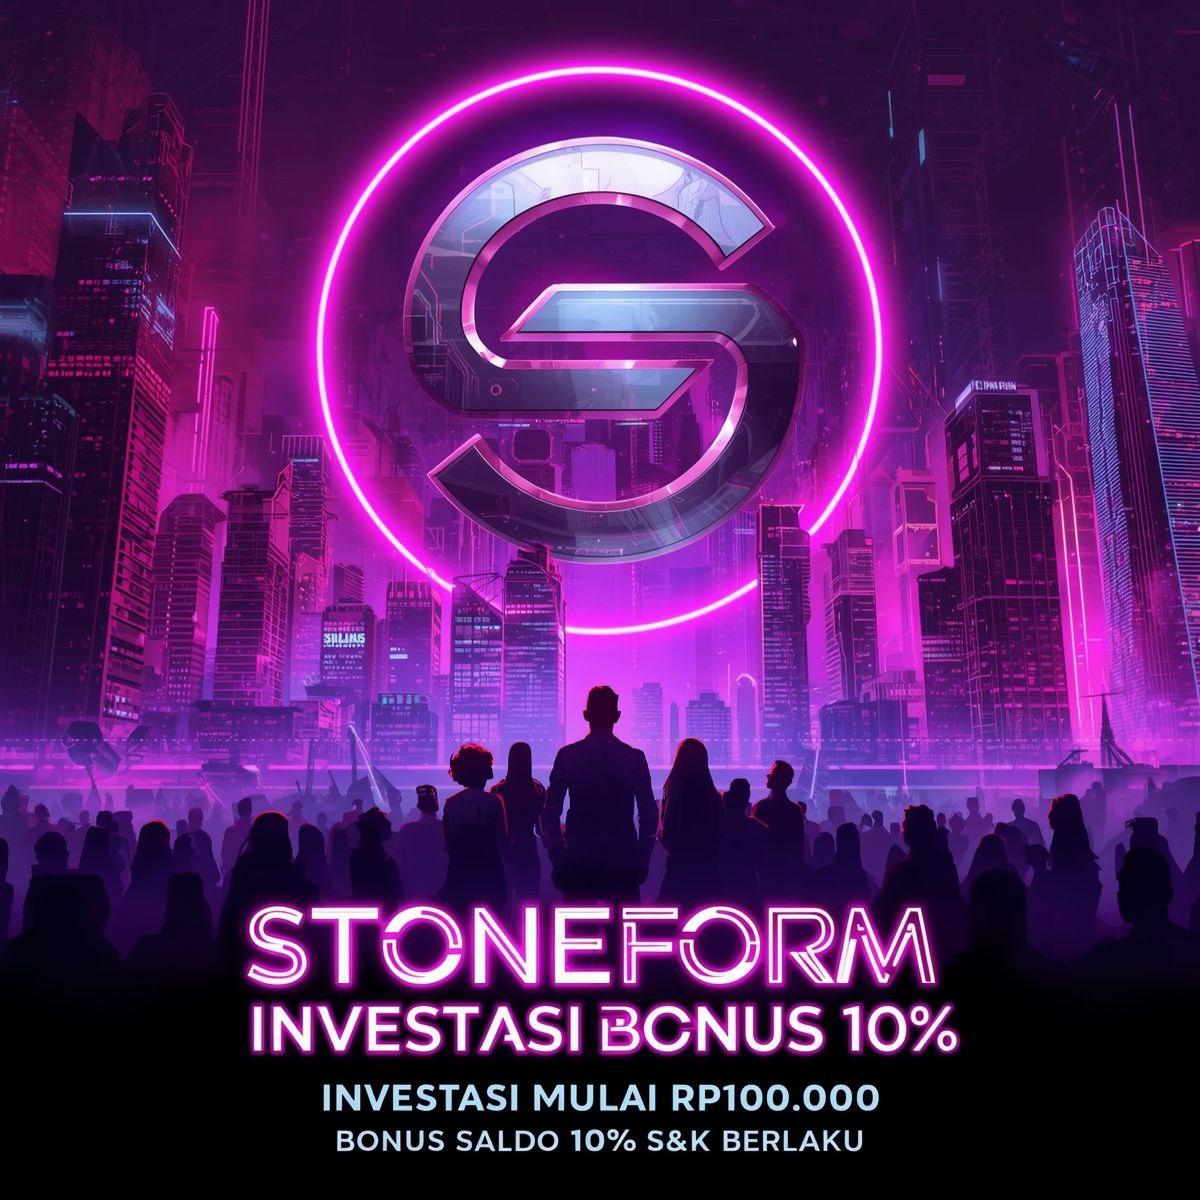 STONEFORM
INVESTASI BONUS 10%
INVESTASI MULAI RP100.000
BONUS SALDO 10% S&K BERLAKU